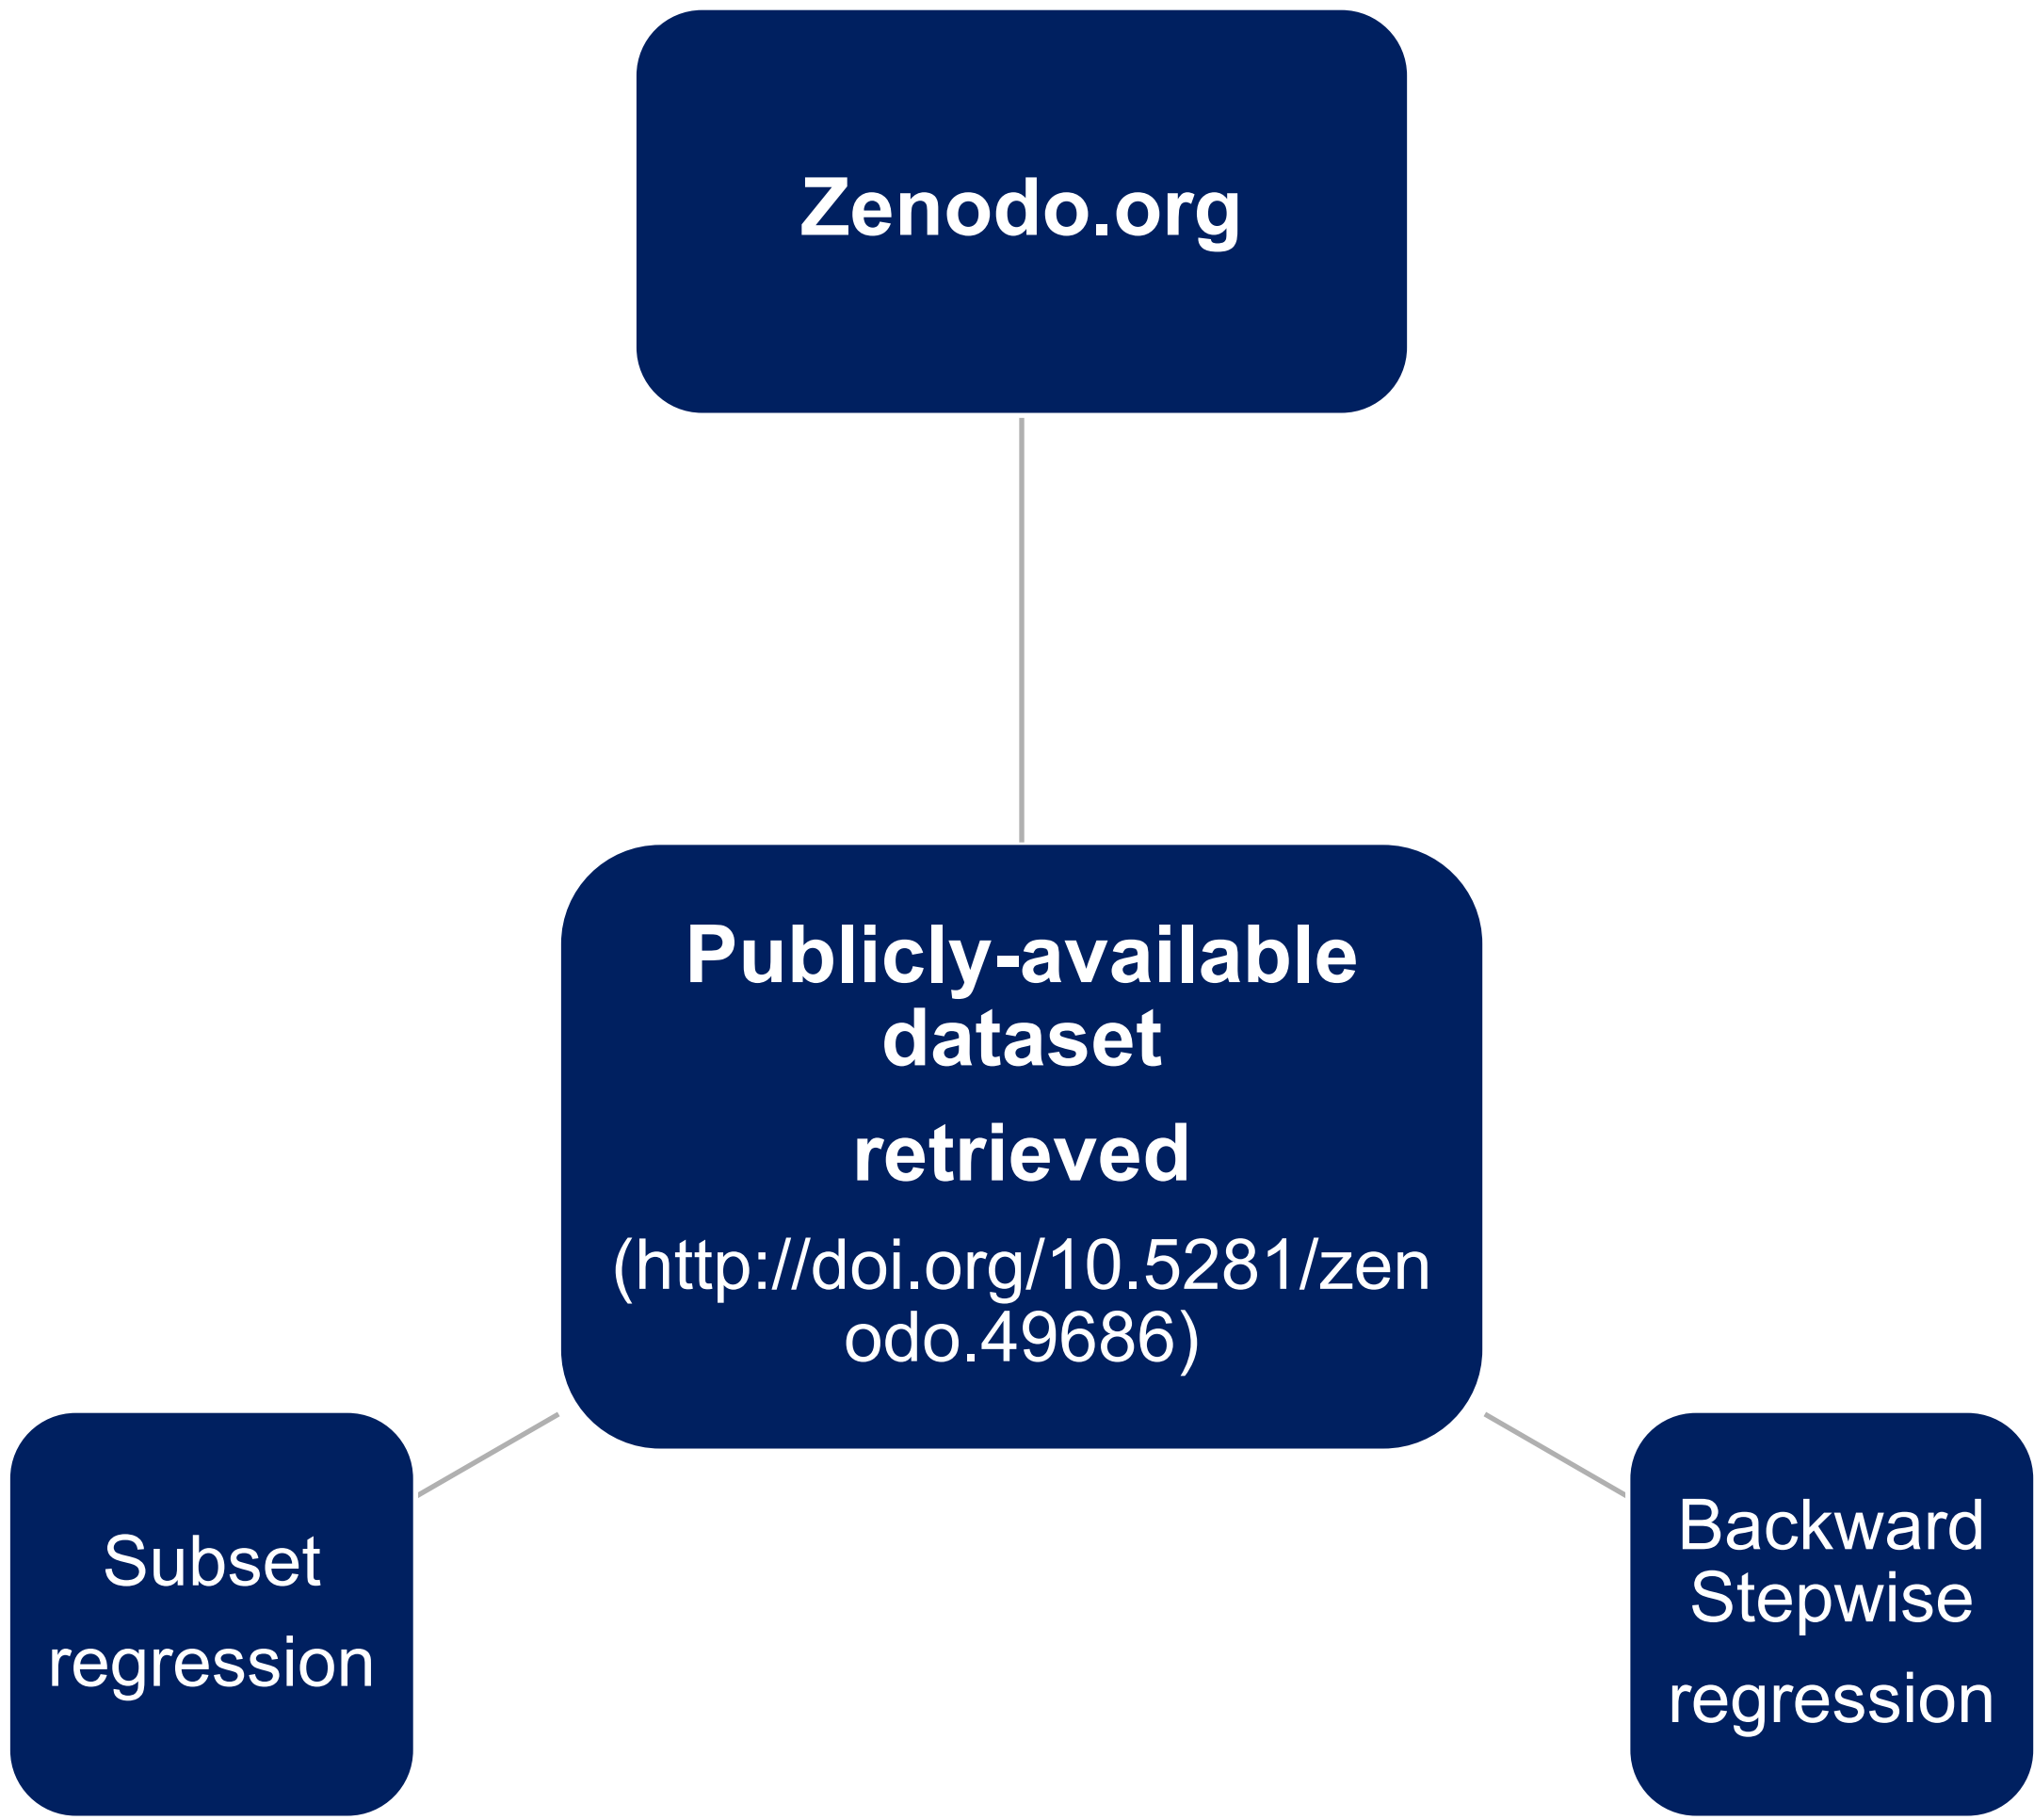 Zenodo.org
Publicly-available
dataset
retrieved
(http://doi.org/10.5281/zen
odo.49686)
Subset
regression
Backward
Stepwise
regression